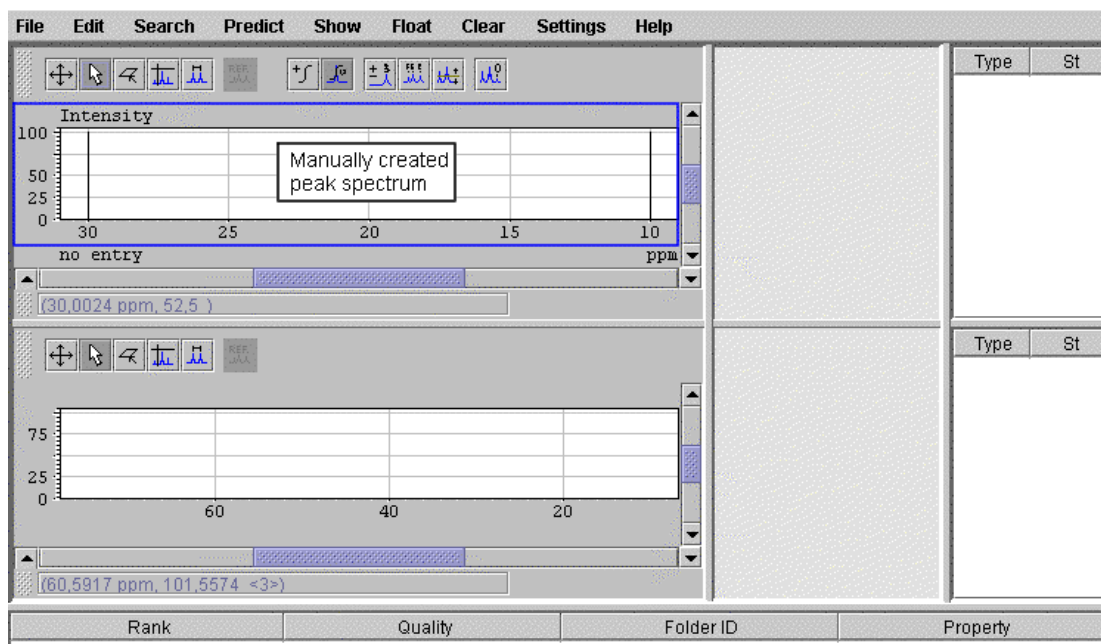 File Edit Search Predict Show Float Clear Settings Help
Type St
Intensity
100
50
25
0
Manually created
peak spectrum
30 25 20 15 10
no entry ppm
(30,0024 ppm, 52,5 )
Type St
75
25
0
60 40 20
(60,5917 ppm, 101,5574 <3>)
Rank Quality Folder ID Property